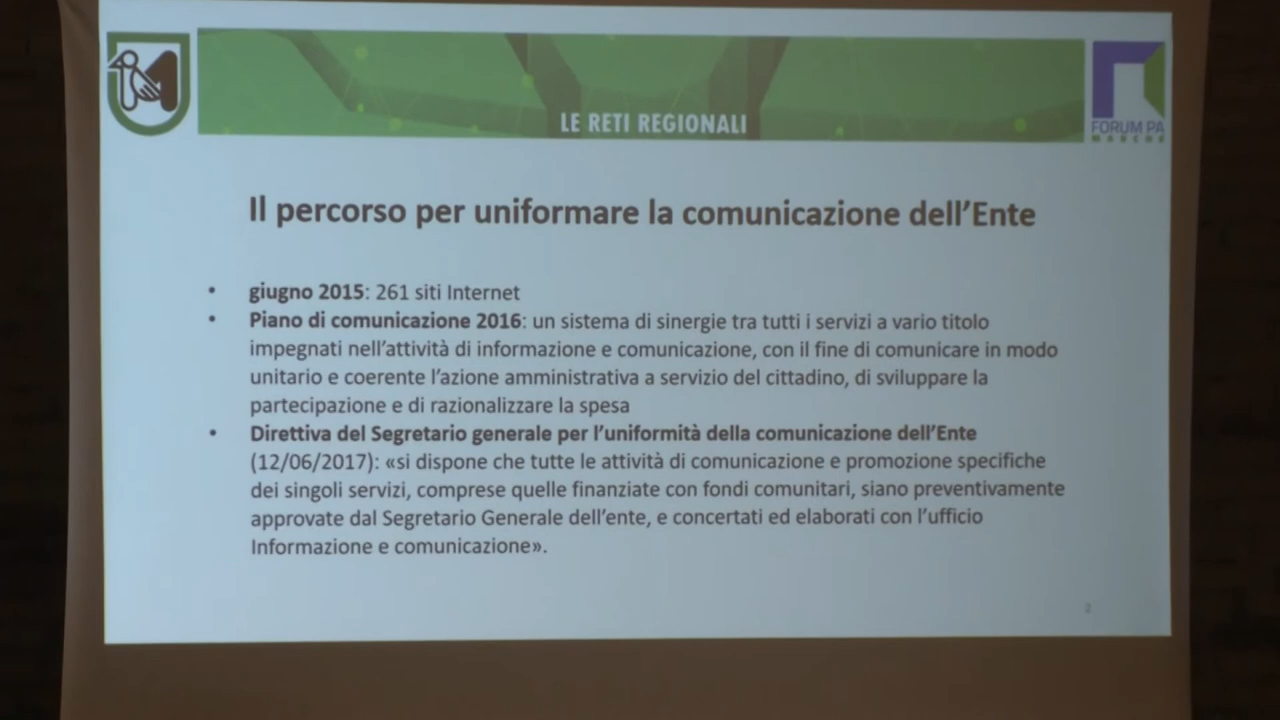 LE RETI REGIONALI
FORUM PA
MARCHE
Il percorso per uniformare la comunicazione dell'Ente
• giugno 2015: 261 siti Internet
• Piano di comunicazione 2016: un sistema di sinergie tra tutti i servizi a vario titolo
impegnati nell'attività di informazione e comunicazione, con il fine di comunicare in modo
unitario e coerente l'azione amministrativa a servizio del cittadino, di sviluppare la
partecipazione e di razionalizzare la spesa
• Direttiva del Segretario generale per l'uniformità della comunicazione dell'Ente
(12/06/2017): «si dispone che tutte le attività di comunicazione e promozione specifiche
dei singoli servizi, comprese quelle finanziate con fondi comunitari, siano preventivamente
approvate dal Segretario Generale dell'ente, e concertati ed elaborati con l'ufficio
Informazione e comunicazione».
2